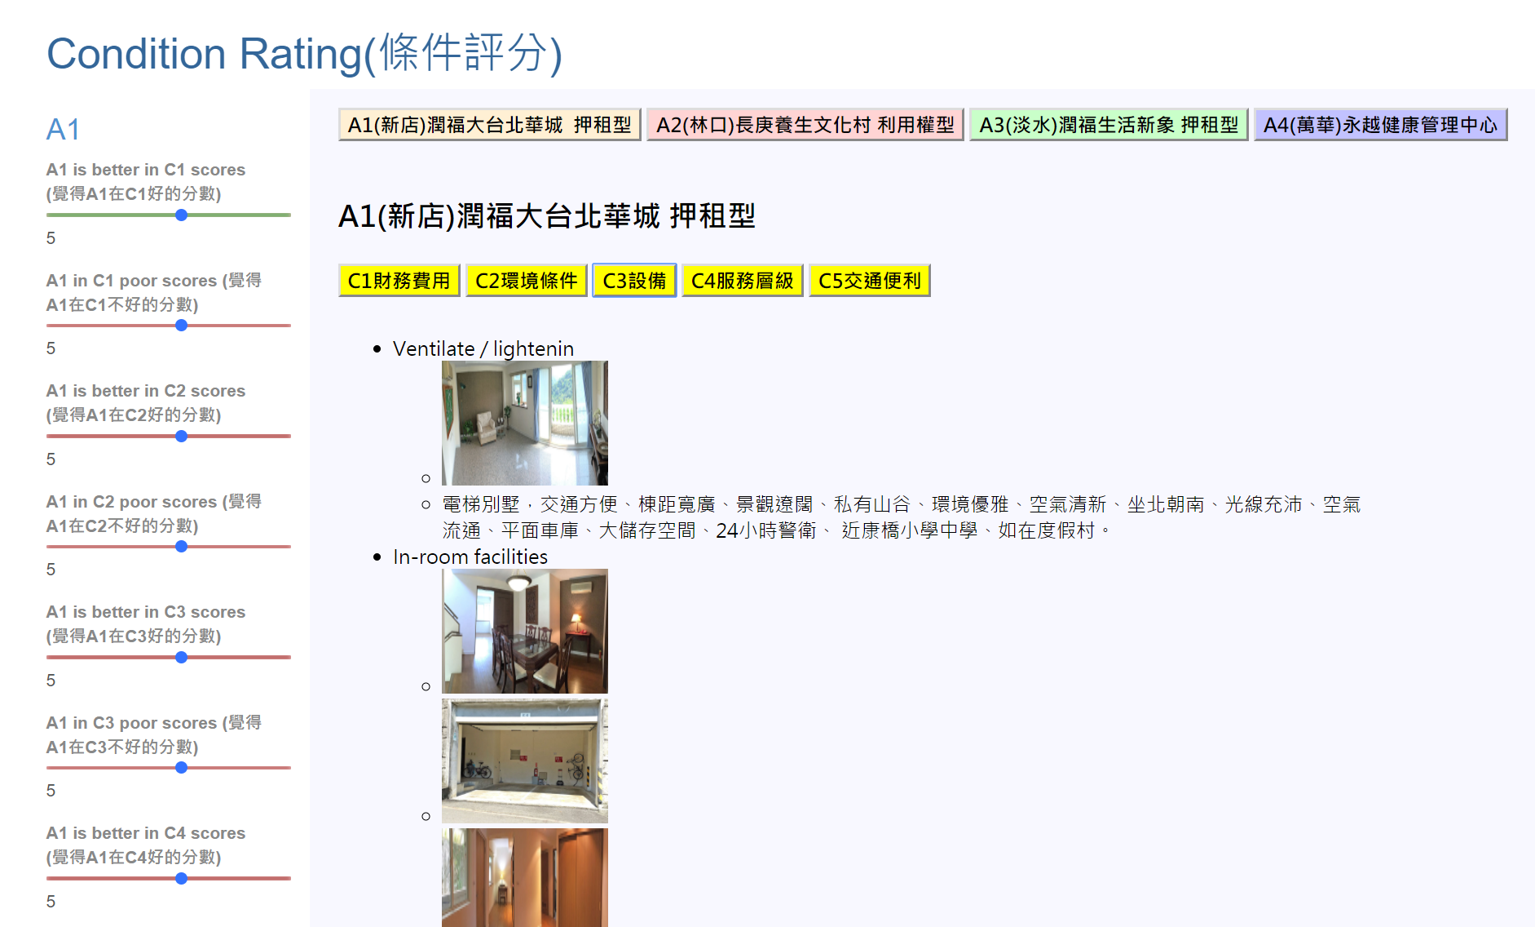 Condition Rating(條件評分)
A1
A1 is better in C1 scores
(覺得A1在C1好的分數)
5
A1 in C1 poor scores (覺得
A1在C1不好的分數)
5
A1 is better in C2 scores
(覺得A1在C2好的分數)
5
A1 in C2 poor scores (覺得
A1在C2不好的分數)
5
A1 is better in C3 scores
(覺得A1在C3好的分數)
5
A1 in C3 poor scores (覺得
A1在C3不好的分數)
5
A1 is better in C4 scores
(覺得A1在C4好的分數)
5
A1(新店)潤福大台北華城 押租型
A2(林口)長庚養生文化村 利用權型
A3(淡水)潤福生活新象 押租型
A4(萬華)永越健康管理中心
A1(新店)潤福大台北華城 押租型
C1財務費用
C2環境條件
C3設備
C4服務層級
C5交通便利
Ventilate / lightenin
電梯別墅，交通方便、棟距寬廣、景觀遼闊、私有山谷、環境優雅、空氣清新、坐北朝南、光線充沛、空氣
流通、平面車庫、大儲存空間、24小時警衛、 近康橋小學中學、如在度假村。
In-room facilities